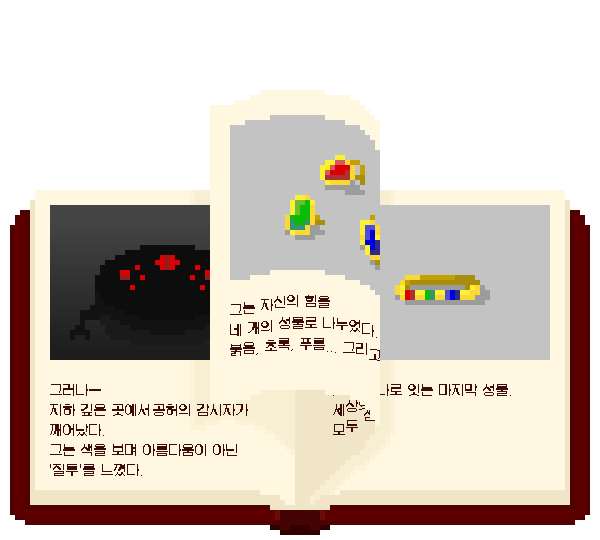 그러나—
지하 깊은 곳에서 공허의 감시자가
깨어났다.
그는 색을 보며 아름다움이 아닌
'질투'를 느꼈다.
그는 자신의 힘을
네 개의 성물로 나누었다.
붉음, 초록, 푸름... 그리고
나로 잇는 마지막 성물.
세상
모두